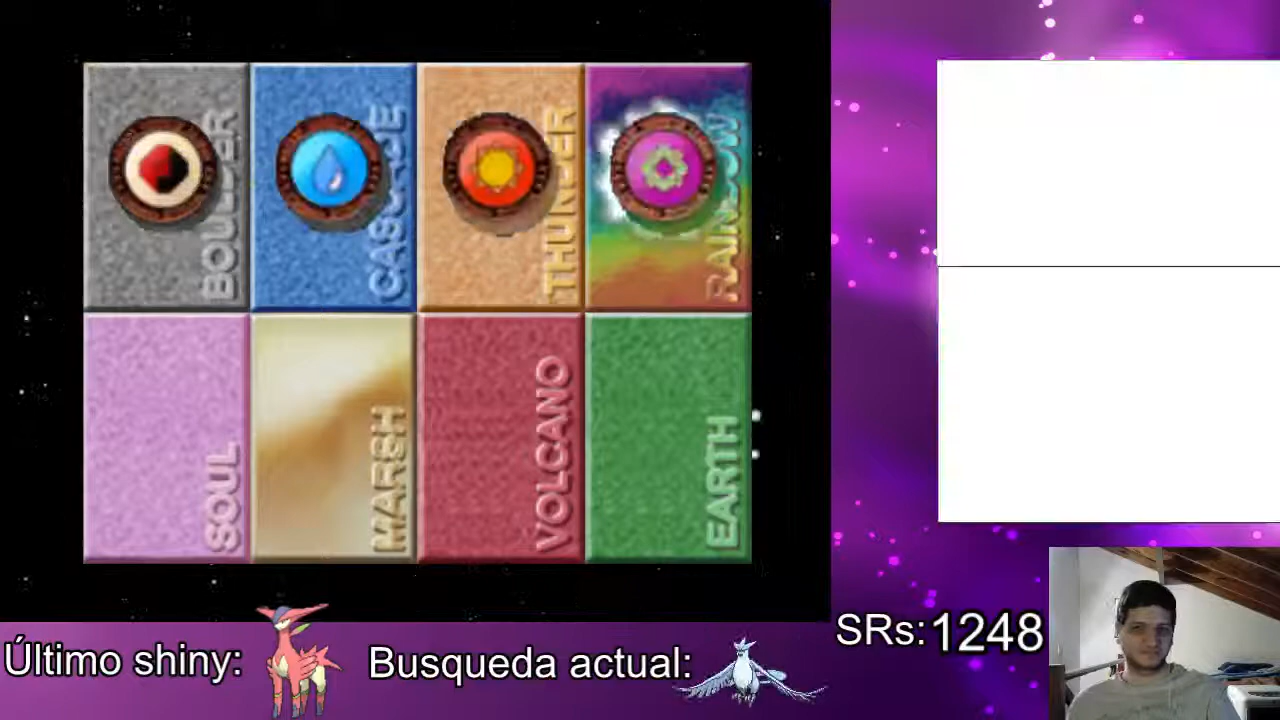 BOULDER
CASCADE
THUNDER
RAINBOW
SOUL
MARSH
VOLCANO
EARTH
Último shiny:
Busqueda actual:
SRs: 1248